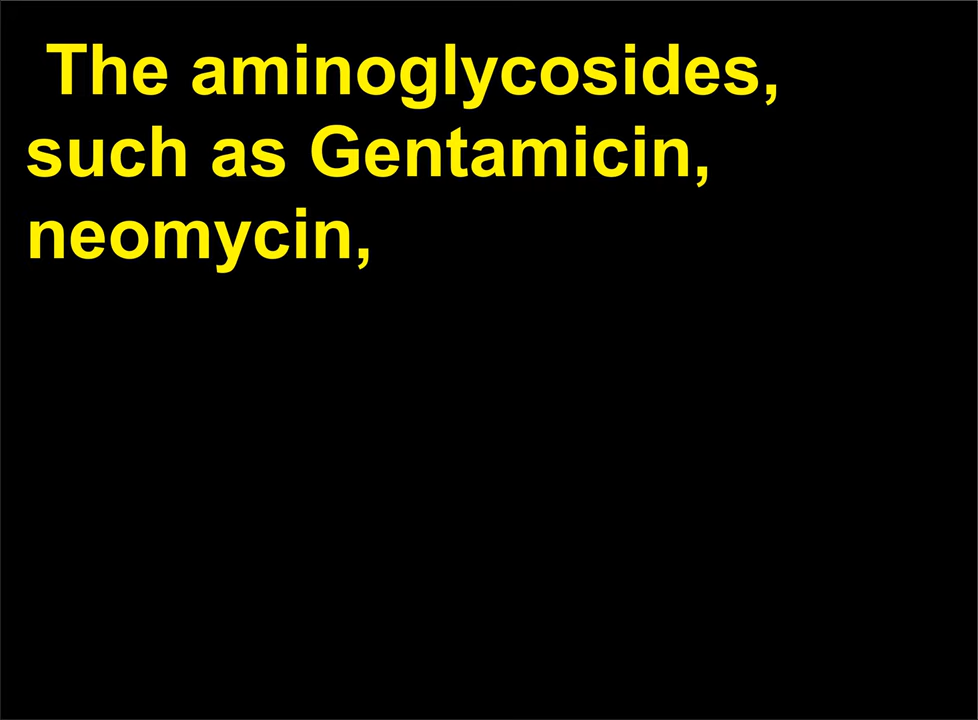 The aminoglycosides,
such as Gentamicin,
neomycin,